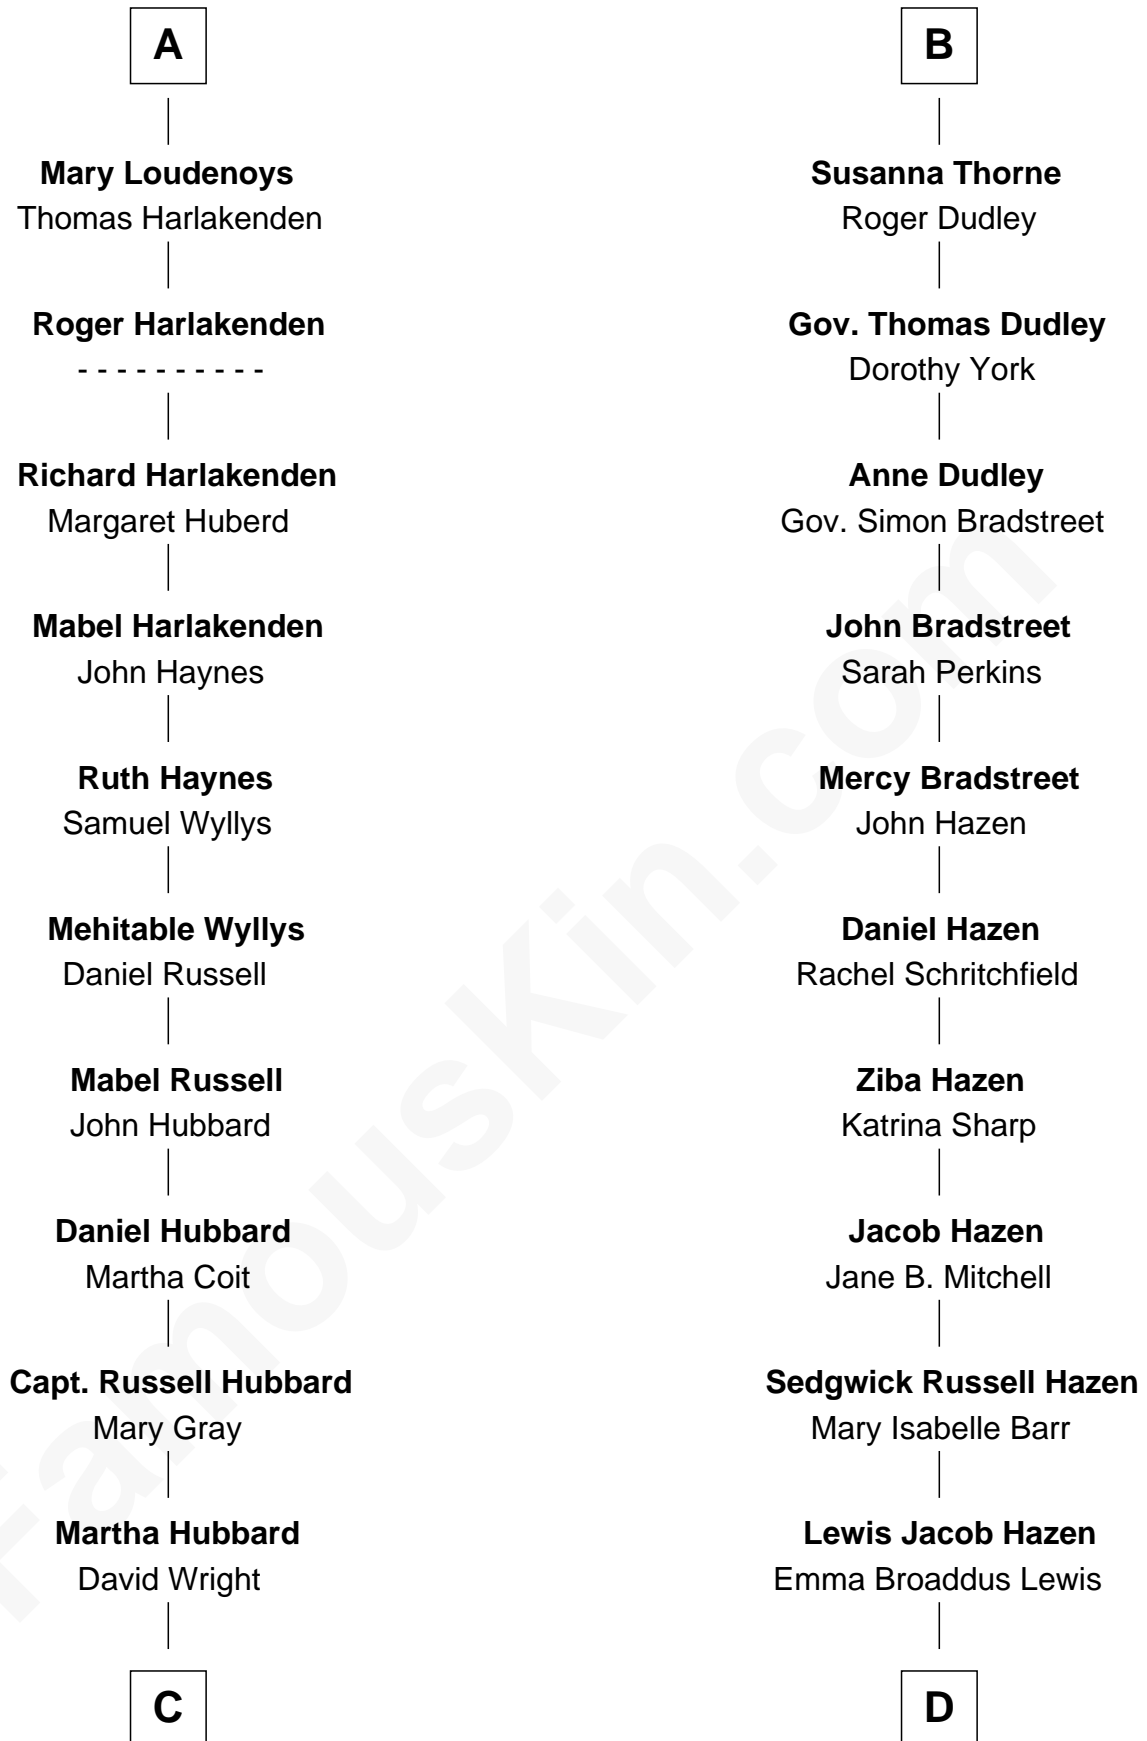 A
Mary Loudenoys
Thomas Harlakenden
Roger Harlakenden
- - - - - - - - - -
Richard Harlakenden
Margaret Huberd
Mabel Harlakenden
John Haynes
Ruth Haynes
Samuel Wyllys
Mehitable Wyllys
Daniel Russell
Mabel Russell
John Hubbard
Daniel Hubbard
Martha Coit
Capt. Russell Hubbard
Mary Gray
Martha Hubbard
David Wright
C
B
Susanna Thorne
Roger Dudley
Gov. Thomas Dudley
Dorothy York
Anne Dudley
Gov. Simon Bradstreet
John Bradstreet
Sarah Perkins
Mercy Bradstreet
John Hazen
Daniel Hazen
Rachel Schritchfield
Ziba Hazen
Katrina Sharp
Jacob Hazen
Jane B. Mitchell
Sedgwick Russell Hazen
Mary Isabelle Barr
Lewis Jacob Hazen
Emma Broaddus Lewis
D
FamousKin.com